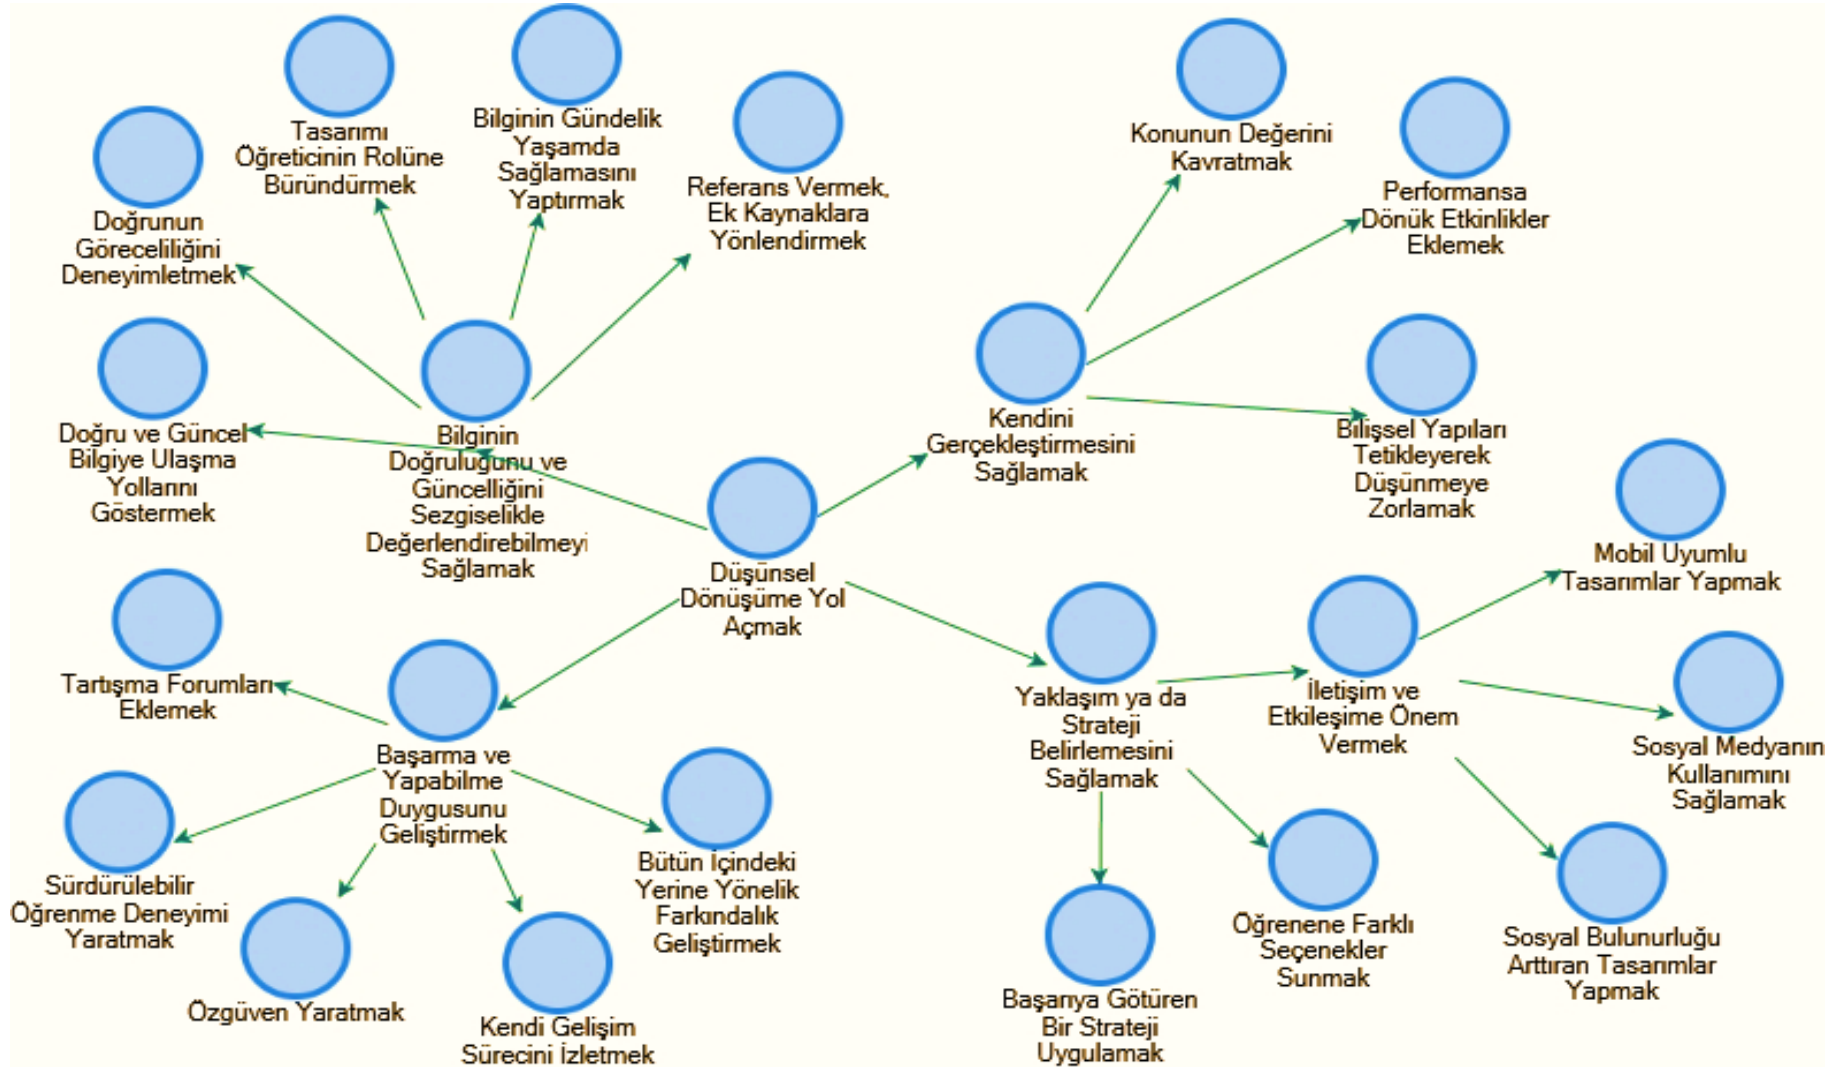 Tasarımı
Öğreticinin Rolüne
Büründürmek
Bilginin Gündelik
Yaşamda
Sağlamasını
Yaptırmak
Referans Vermek,
Ek Kaynaklara
Yönlendirmek
Konunun Değerini
Kavratmak
Performansa
Dönük Etkinlikler
Eklemek
Doğrunun
Göreceliliğini
Deneyimletmek
Doğru ve Güncel
Bilgiye Ulaşma
Yollarını
Göstermek
Bilginin
Doğruluğunu ve
Güncelliğini
Sezgiselikle
Değerlendirebilmeyi
Sağlamak
Kendini
Gerçekleştirmesini
Sağlamak
Bilişsel Yapıları
Tetikleyerek
Düşünmeye
Zorlamak
Düşünsel
Dönüşüme Yol
Açmak
Mobil Uyumlu
Tasarımlar Yapmak
Tartışma Forumları
Eklemek
Başarma ve
Yapabilme
Duygusunu
Geliştirmek
Yaklaşım ya da
Strateji
Belirlemesini
Sağlamak
İletişim ve
Etkileşime Önem
Vermek
Sosyal Medyanın
Kullanımını
Sağlamak
Sürdürülebilir
Öğrenme Deneyimi
Yaratmak
Özgüven Yaratmak
Kendi Gelişim
Sürecini İzletmek
Bütün İçindeki
Yerine Yönelik
Farkındalık
Geliştirmek
Başarıya Götüren
Bir Strateji
Uygulamak
Öğrenene Farklı
Seçenekler
Sunmak
Sosyal Bulunurluğu
Arttıran Tasarımlar
Yapmak